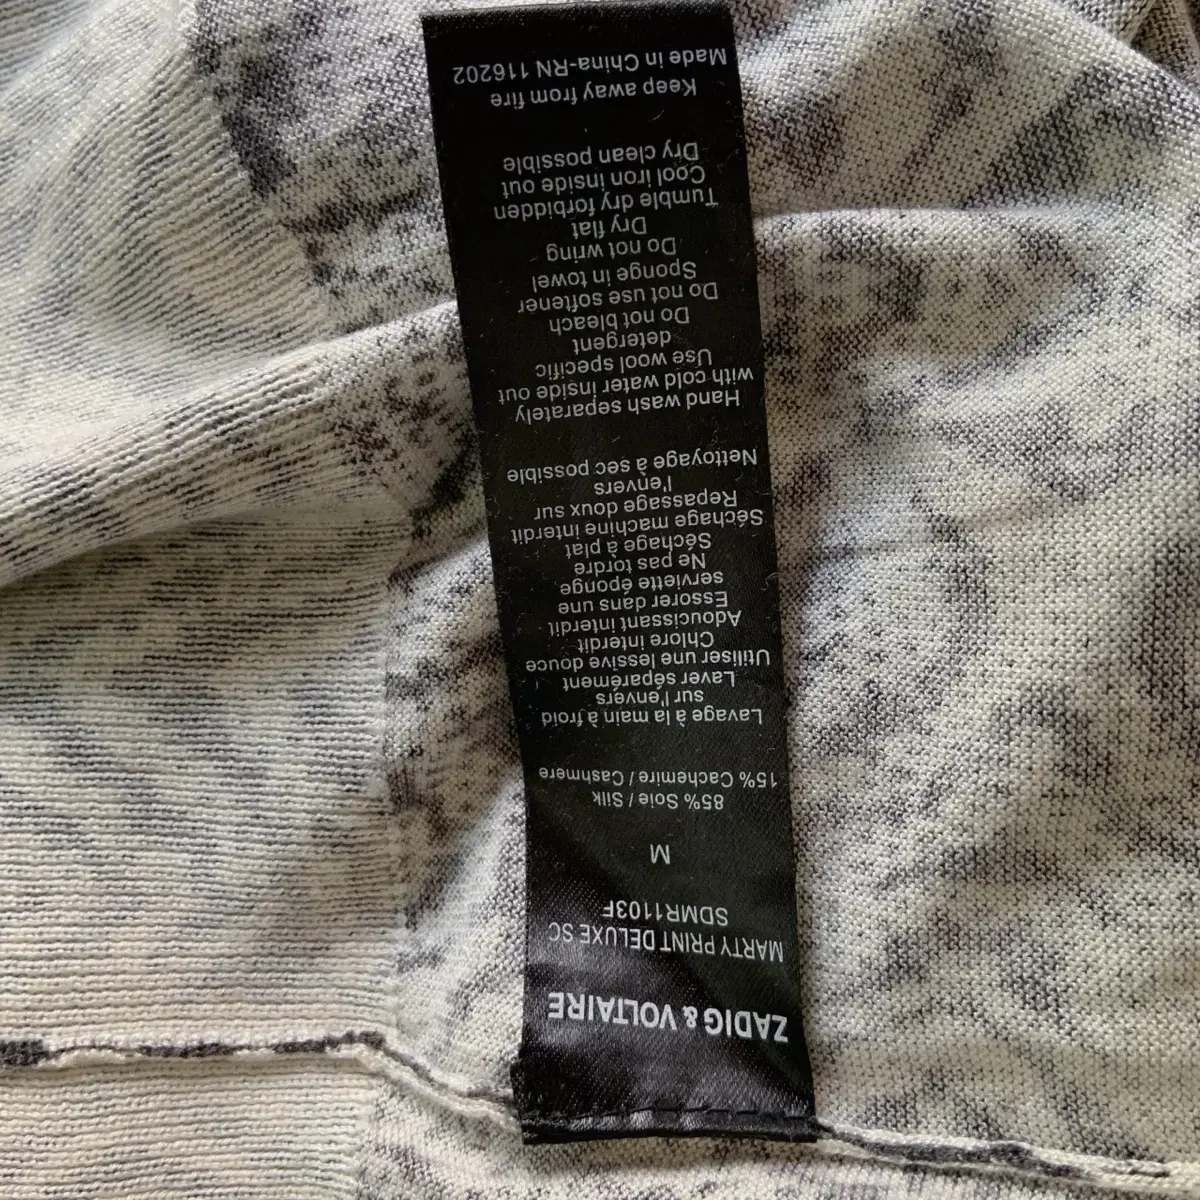 ZADIG & VOLTAIRE
MARTY PRINT DELUXE SC
SDMR1103F
M
85% Soie / Silk
15% Cachemire / Cashmere
Lavage à la main à froid
sur l'envers
Laver séparément
Utiliser une lessive douce
Chlore interdit
Adoucissant interdit
Essorer dans une
serviette éponge
Ne pas tordre
Séchage à plat
Séchage machine interdit
Repassage doux sur
l'envers
Nettoyage à sec possible
Hand wash separately
with cold water inside out
Use wool specific
detergent
Do not bleach
Do not use softener
Sponge in towel
Do not wring
Dry flat
Tumble dry forbidden
Cool iron inside out
Dry clean possible
Keep away from fire
Made in China-RN 116202